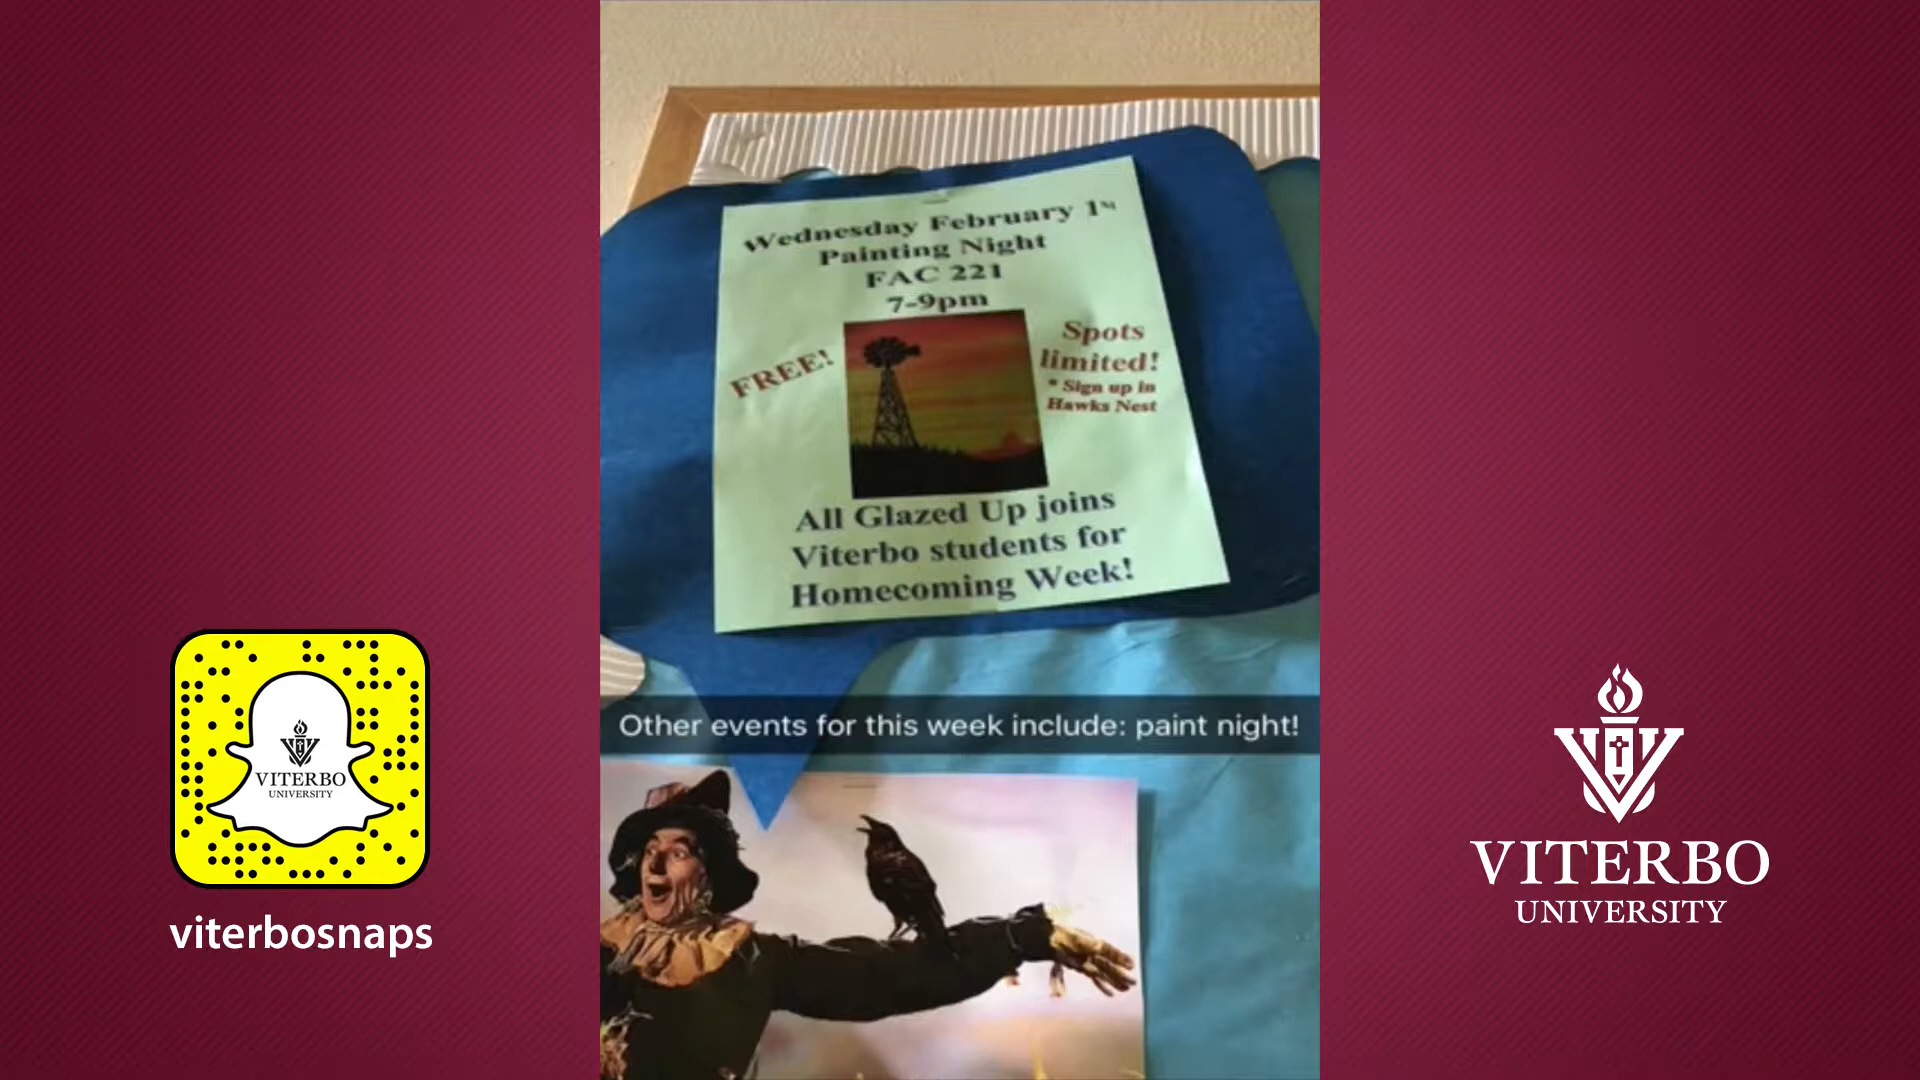 Wednesday February 1st
Painting Night
FAC 221
7-9pm
FREE!
Spots
limited!
* Sign up in
Hawks Nest
All Glazed Up joins
Viterbo students for
Homecoming Week!
Other events for this week include: paint night!
VITERBO
UNIVERSITY
viterbosnaps
VITERBO
UNIVERSITY